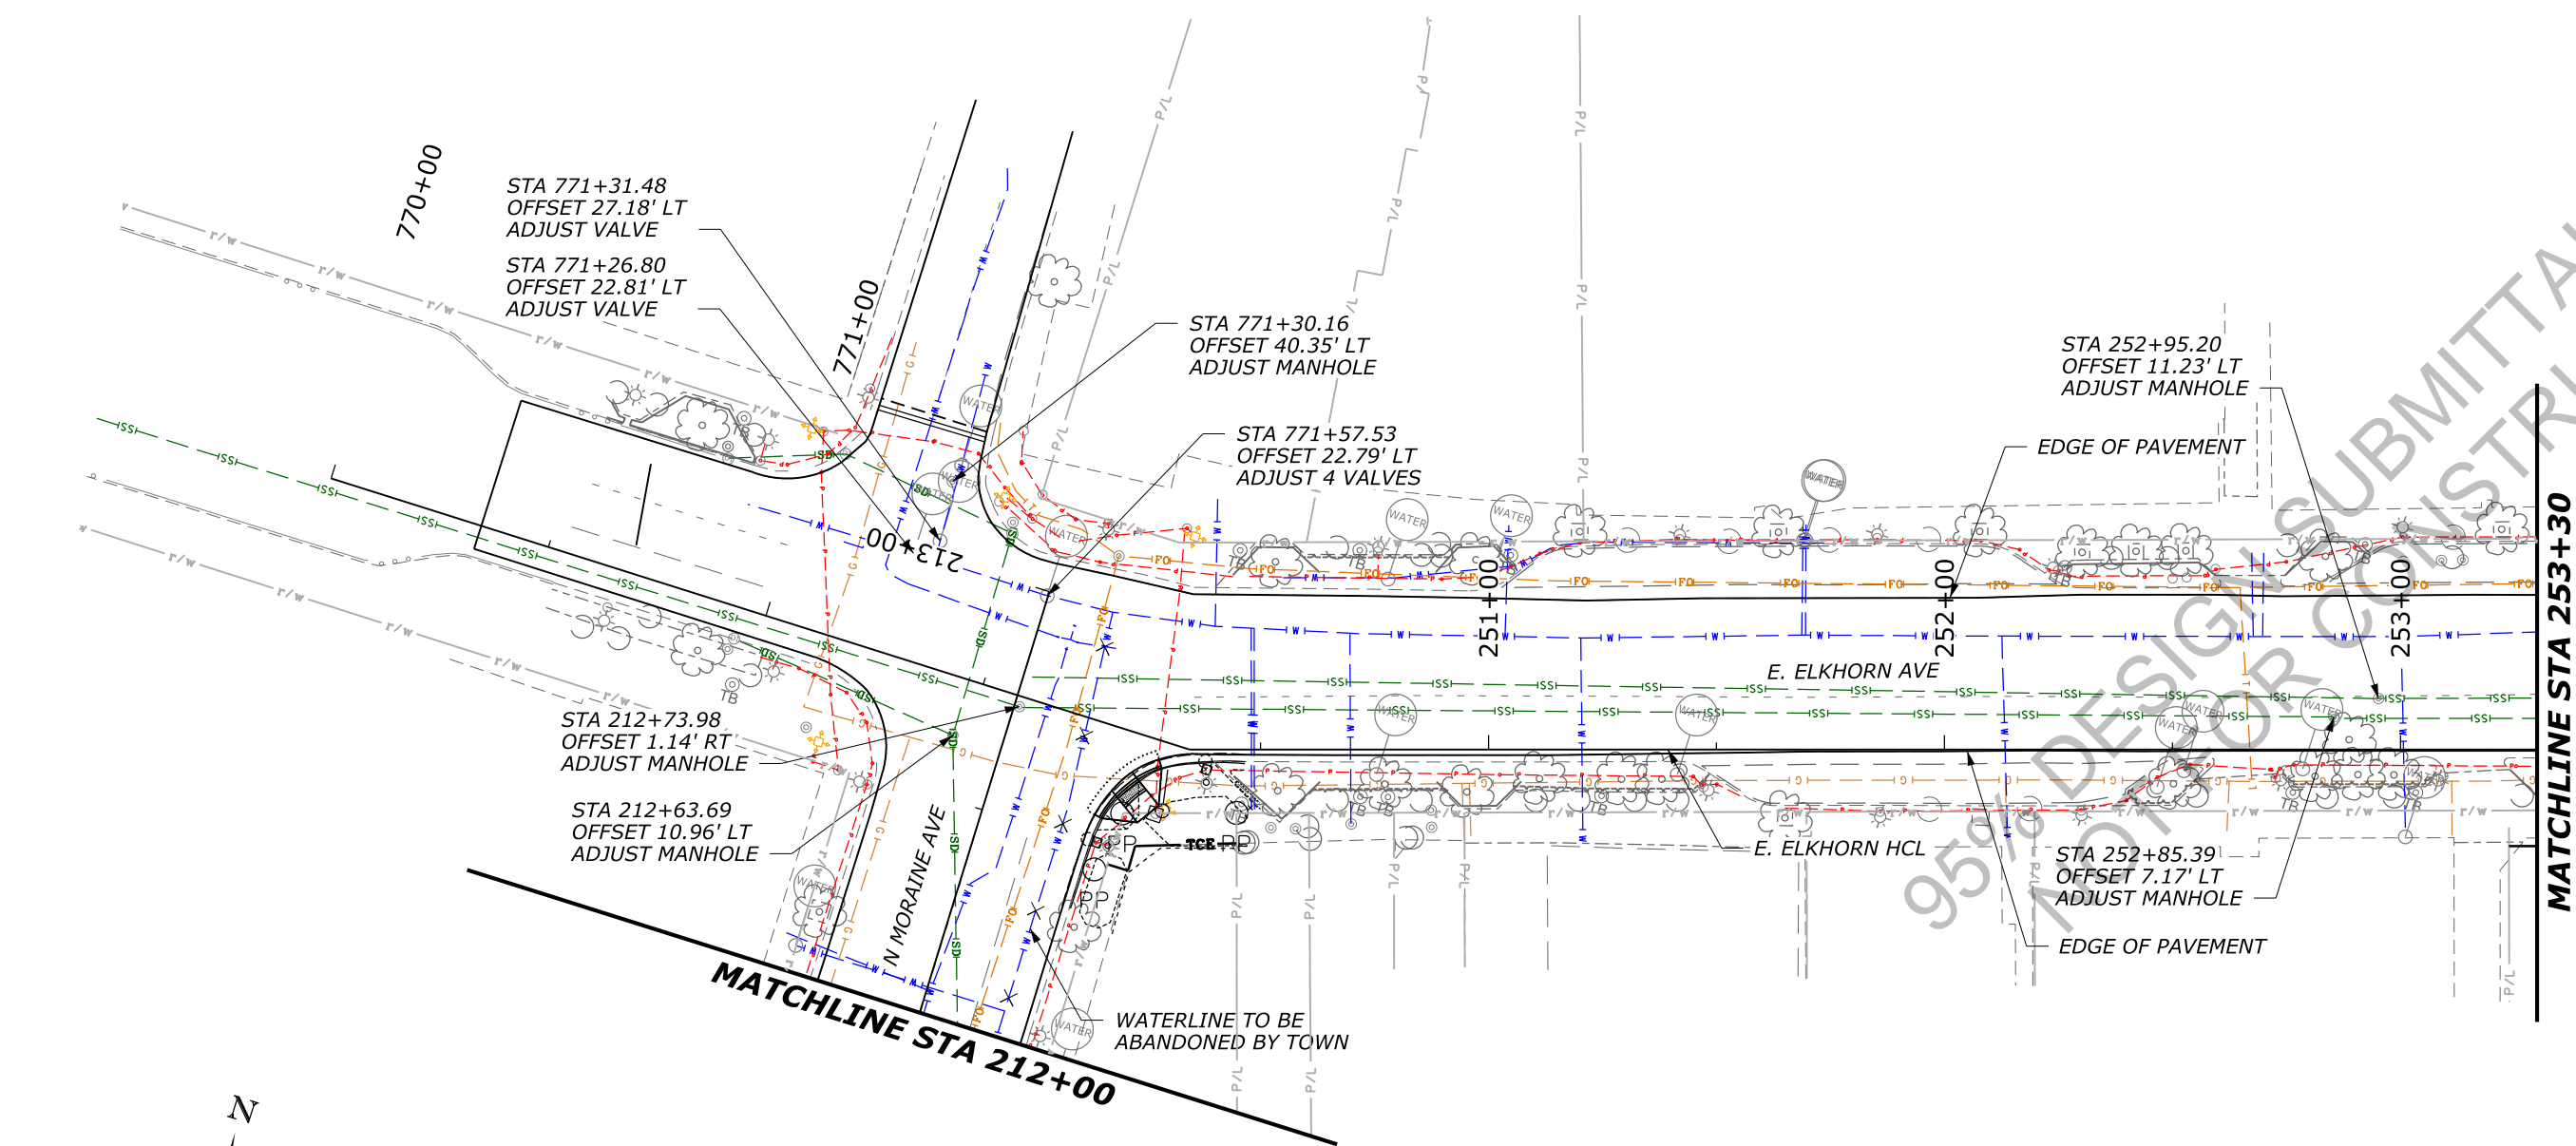 770+00
STA 771+31.48
OFFSET 27.18' LT
ADJUST VALVE
STA 771+26.80
OFFSET 22.81' LT
ADJUST VALVE
771+00
STA 771+30.16
OFFSET 40.35' LT
ADJUST MANHOLE
STA 771+57.53
OFFSET 22.79' LT
ADJUST 4 VALVES
STA 252+95.20
OFFSET 11.23' LT
ADJUST MANHOLE
EDGE OF PAVEMENT
213+00
251+00
252+00
253+00
E. ELKHORN AVE
MATCHLINE STA 253+30
STA 212+73.98
OFFSET 1.14' RT
ADJUST MANHOLE
STA 212+63.69
OFFSET 10.96' LT
ADJUST MANHOLE
N MORAINE AVE
TCE
E. ELKHORN HCL
STA 252+85.39
OFFSET 7.17' LT
ADJUST MANHOLE
EDGE OF PAVEMENT
WATERLINE TO BE
ABANDONED BY TOWN
MATCHLINE STA 212+00
95% DESIGN SUBMITTAL
NOT FOR
N